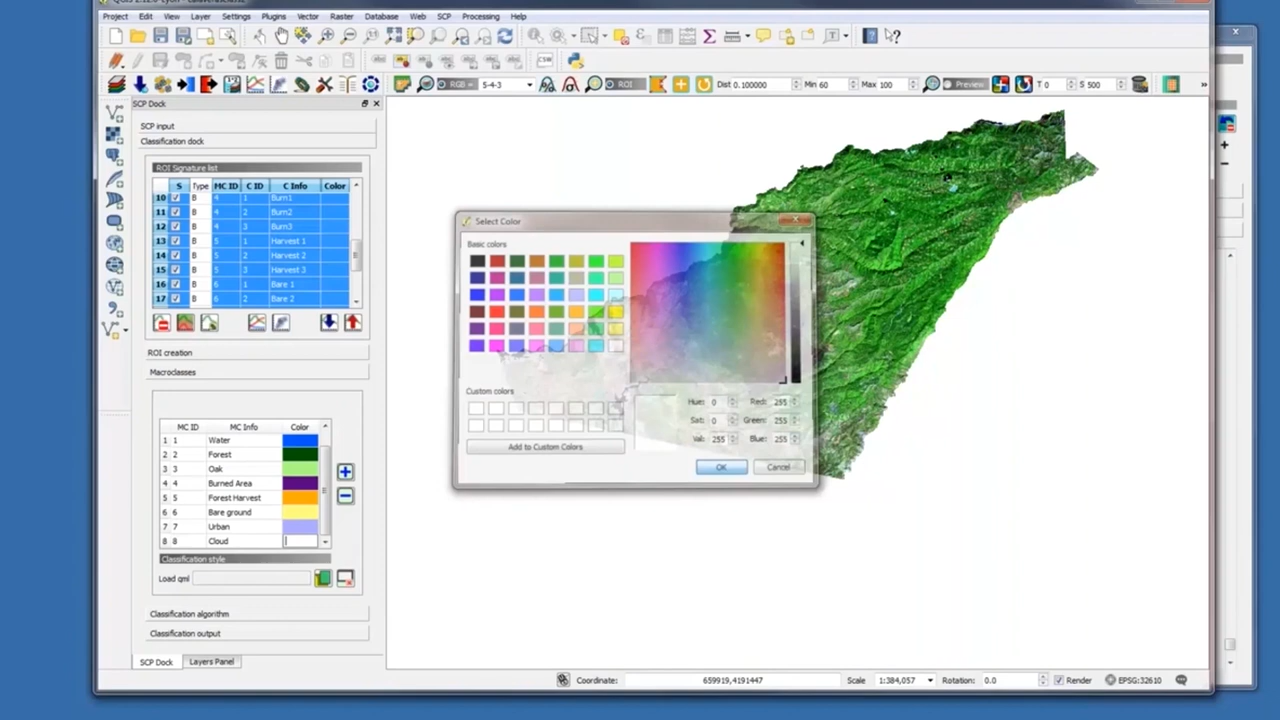 Project Edit View Layer Settings Plugins Vector Raster Database Web SCP Processing Help
CSW
RGB = 5-4-3 ROI Dist 0.100000 Min 60 Max 100 Preview T 0 S 500 »
SCP Dock
SCP input
Classification dock
ROI Signature list
S Type MC ID C ID C Info Color
10 B 4 1 Burn1
11 B 4 2 Burn2
12 B 4 3 Burn3
13 B 5 1 Harvest 1
14 B 5 2 Harvest 2
15 B 5 3 Harvest 3
16 B 6 1 Bare 1
17 B 6 2 Bare 2
ROI creation
Macroclasses
MC ID MC Info Color
1 1 Water
2 2 Forest
3 3 Oak
4 4 Burned Area
5 5 Forest Harvest
6 6 Bare ground
7 7 Urban
8 8 Cloud
Classification style
Load qml
Classification algorithm
Classification output
SCP Dock Layers Panel
Select Color
Basic colors
Custom colors
Hue: 0 Red: 255
Sat: 0 Green: 255
Val: 255 Blue: 255
Add to Custom Colors
OK Cancel
Coordinate: 659919,4191447 Scale 1:384,057 Rotation: 0.0 Render EPSG:32610